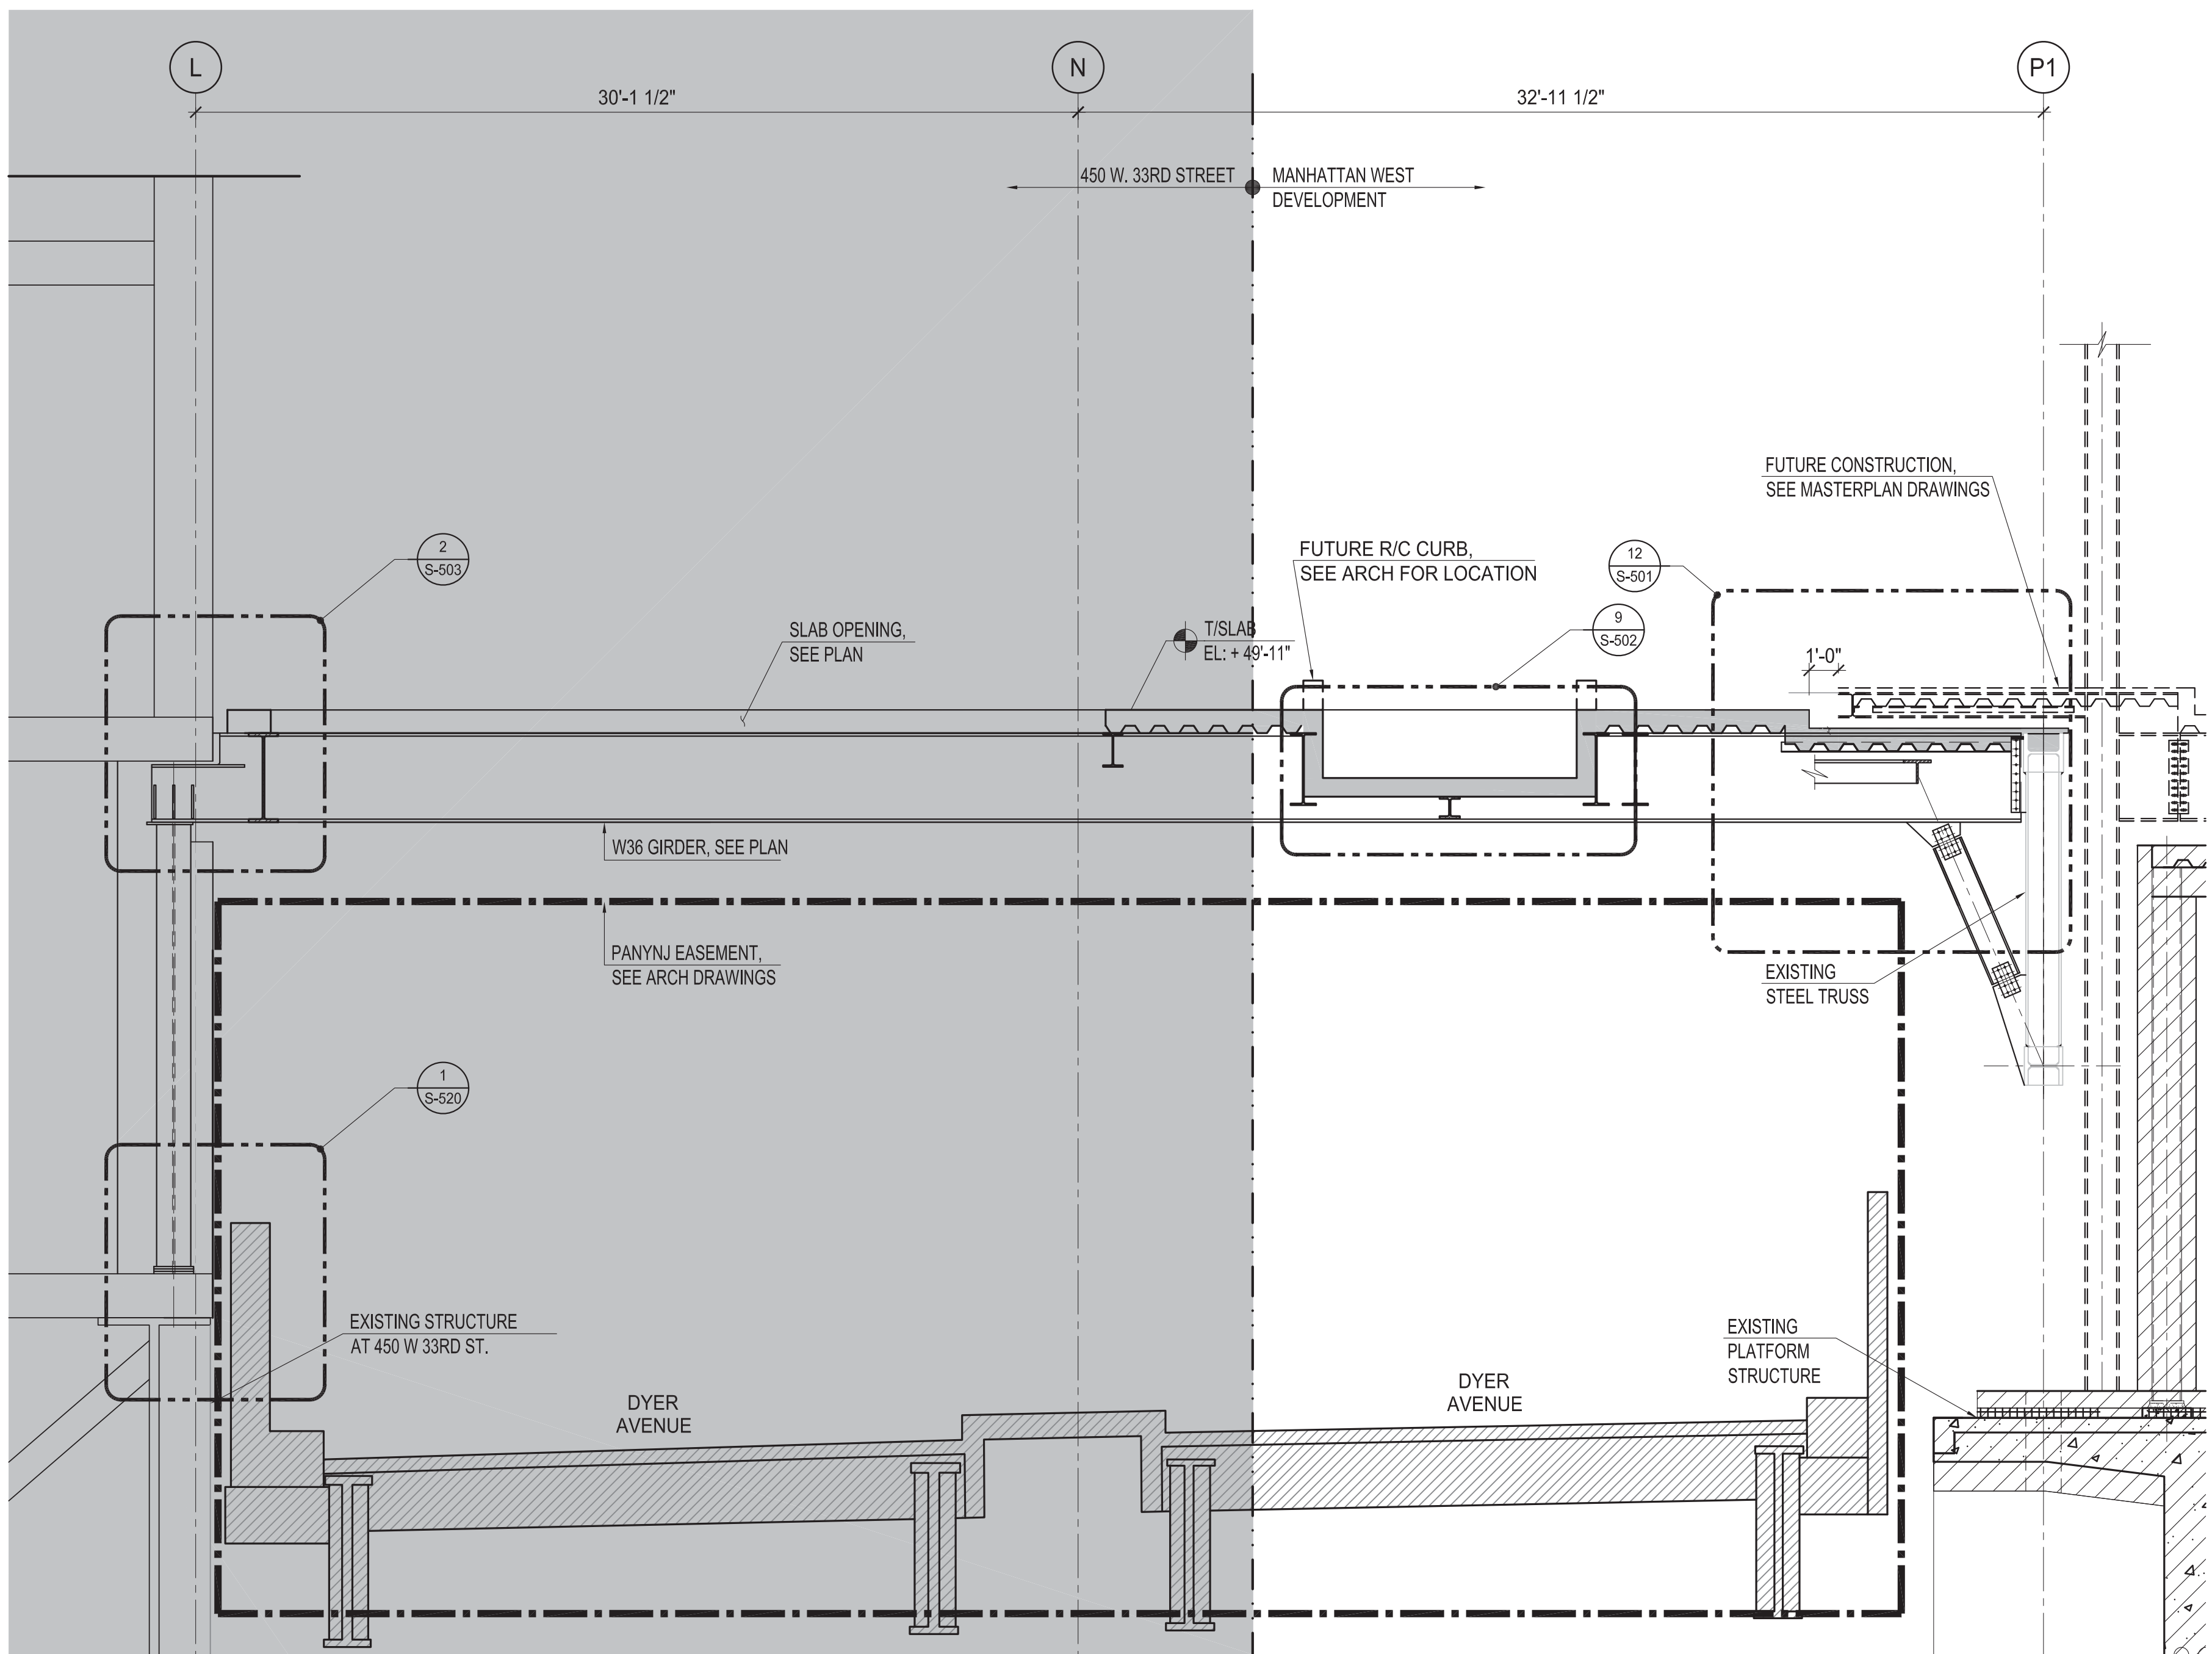 L
N
P1
30'-1 1/2"
32'-11 1/2"
450 W. 33RD STREET
MANHATTAN WEST
DEVELOPMENT
FUTURE CONSTRUCTION,
SEE MASTERPLAN DRAWINGS
2
S-503
FUTURE R/C CURB,
SEE ARCH FOR LOCATION
12
S-501
9
S-502
SLAB OPENING,
SEE PLAN
T/SLAB
EL: + 49'-11"
1'-0"
W36 GIRDER, SEE PLAN
PANYNJ EASEMENT,
SEE ARCH DRAWINGS
EXISTING
STEEL TRUSS
1
S-520
EXISTING STRUCTURE
AT 450 W 33RD ST.
EXISTING
PLATFORM
STRUCTURE
DYER
AVENUE
DYER
AVENUE